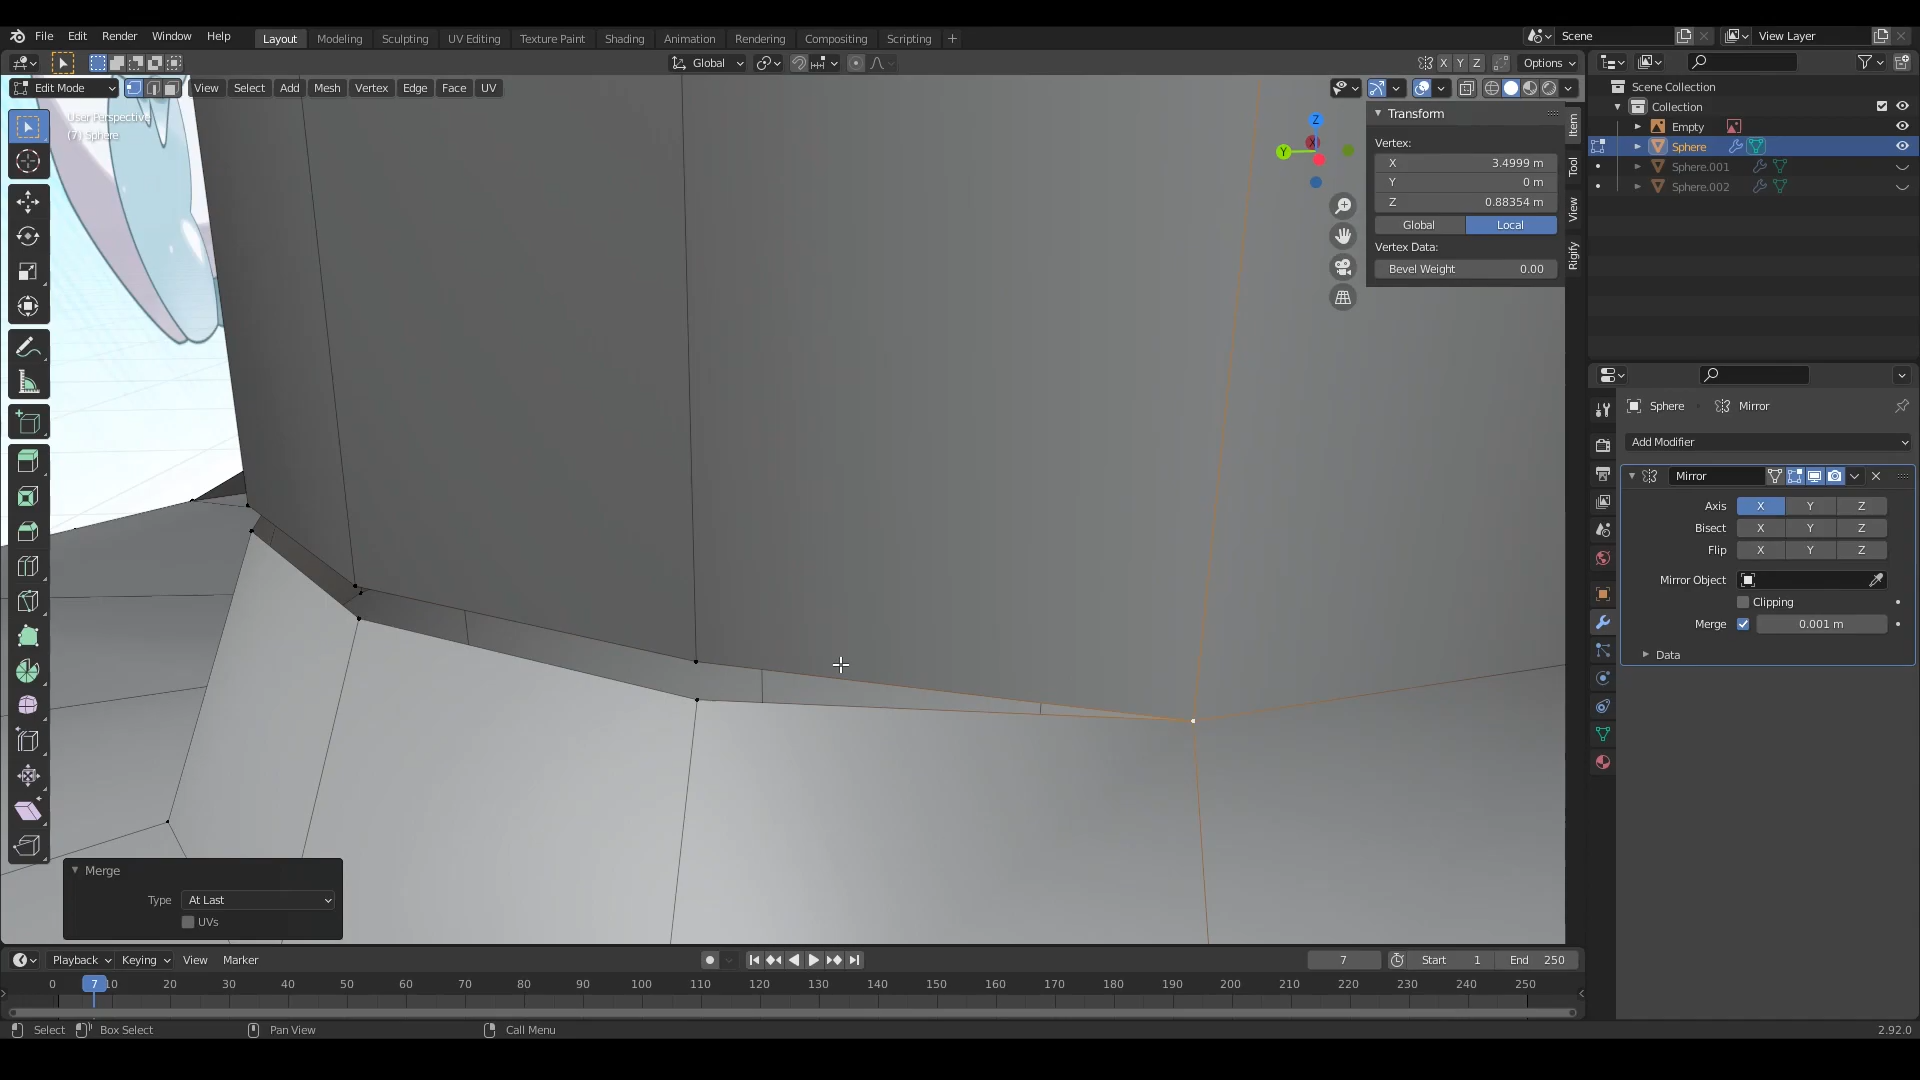 File Edit Render Window Help Layout Modeling Sculpting UV Editing Texture Paint Shading Animation Rendering Compositing Scripting Scene View Layer
Global X Y Z Options
Edit Mode View Select Add Mesh Vertex Edge Face UV
User Perspective
(7) Sphere
Z
Y
X
Transform
Vertex:
X 3.4999 m
Y 0 m
Z 0.88354 m
Global Local
Vertex Data:
Bevel Weight 0.00
Item
Tool
View
Rigify
Scene Collection
Collection
Empty
Sphere
Sphere.001
Sphere.002
Sphere Mirror
Add Modifier
Mirror
Axis X Y Z
Bisect X Y Z
Flip X Y Z
Mirror Object
Clipping
Merge 0.001 m
Data
Merge
Type At Last
UVs
Playback Keying View Marker 7 Start 1 End 250
0 7 10 20 30 40 50 60 70 80 90 100 110 120 130 140 150 160 170 180 190 200 210 220 230 240 250
Select Box Select Pan View Call Menu 2.92.0